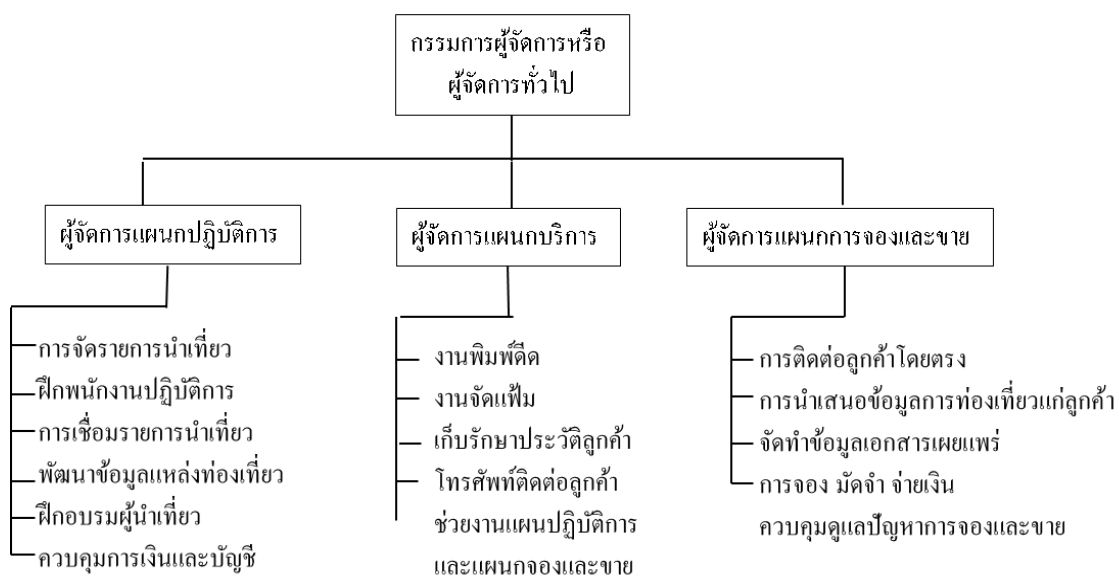 กรรมการผู้จัดการหรือ
ผู้จัดการทั่วไป
ผู้จัดการแผนกปฏิบัติการ
การจัดรายการนำเที่ยว
ฝึกพนักงานปฏิบัติการ
การเชื่อมรายการนำเที่ยว
พัฒนาข้อมูลแหล่งท่องเที่ยว
ฝึกอบรมผู้นำเที่ยว
ควบคุมการเงินและบัญชี
ผู้จัดการแผนกบริการ
งานพิมพ์ดีด
งานจัดแฟ้ม
เก็บรักษาประวัติลูกค้า
โทรศัพท์ติดต่อลูกค้า
ช่วยงานแผนปฏิบัติการ
และแผนกจองและขาย
ผู้จัดการแผนกการจองและขาย
การติดต่อลูกค้าโดยตรง
การนำเสนอข้อมูลการท่องเที่ยวแก่ลูกค้า
จัดทำข้อมูลเอกสารเผยแพร่
การจอง มัดจำ จ่ายเงิน
ควบคุมดูแลปัญหาการจองและขาย